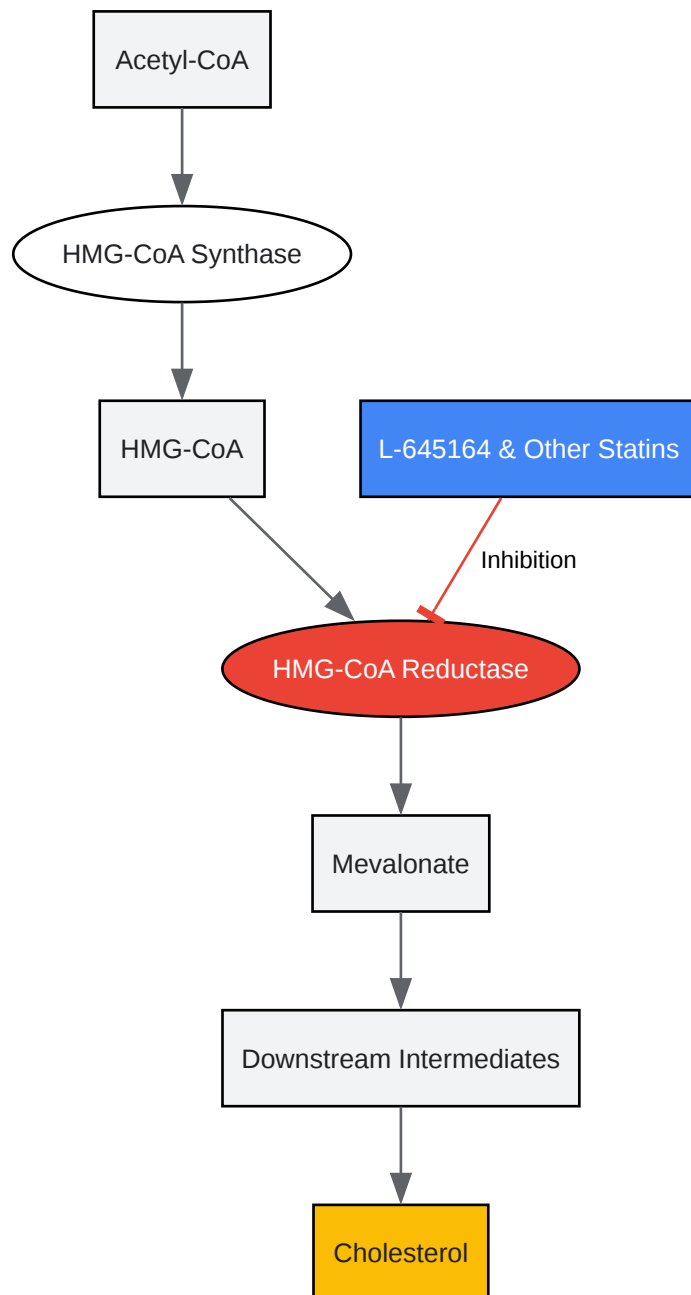 Acetyl-CoA
HMG-CoA Synthase
HMG-CoA
L-645164 & Other Statins
Inhibition
HMG-CoA Reductase
Mevalonate
Downstream Intermediates
Cholesterol